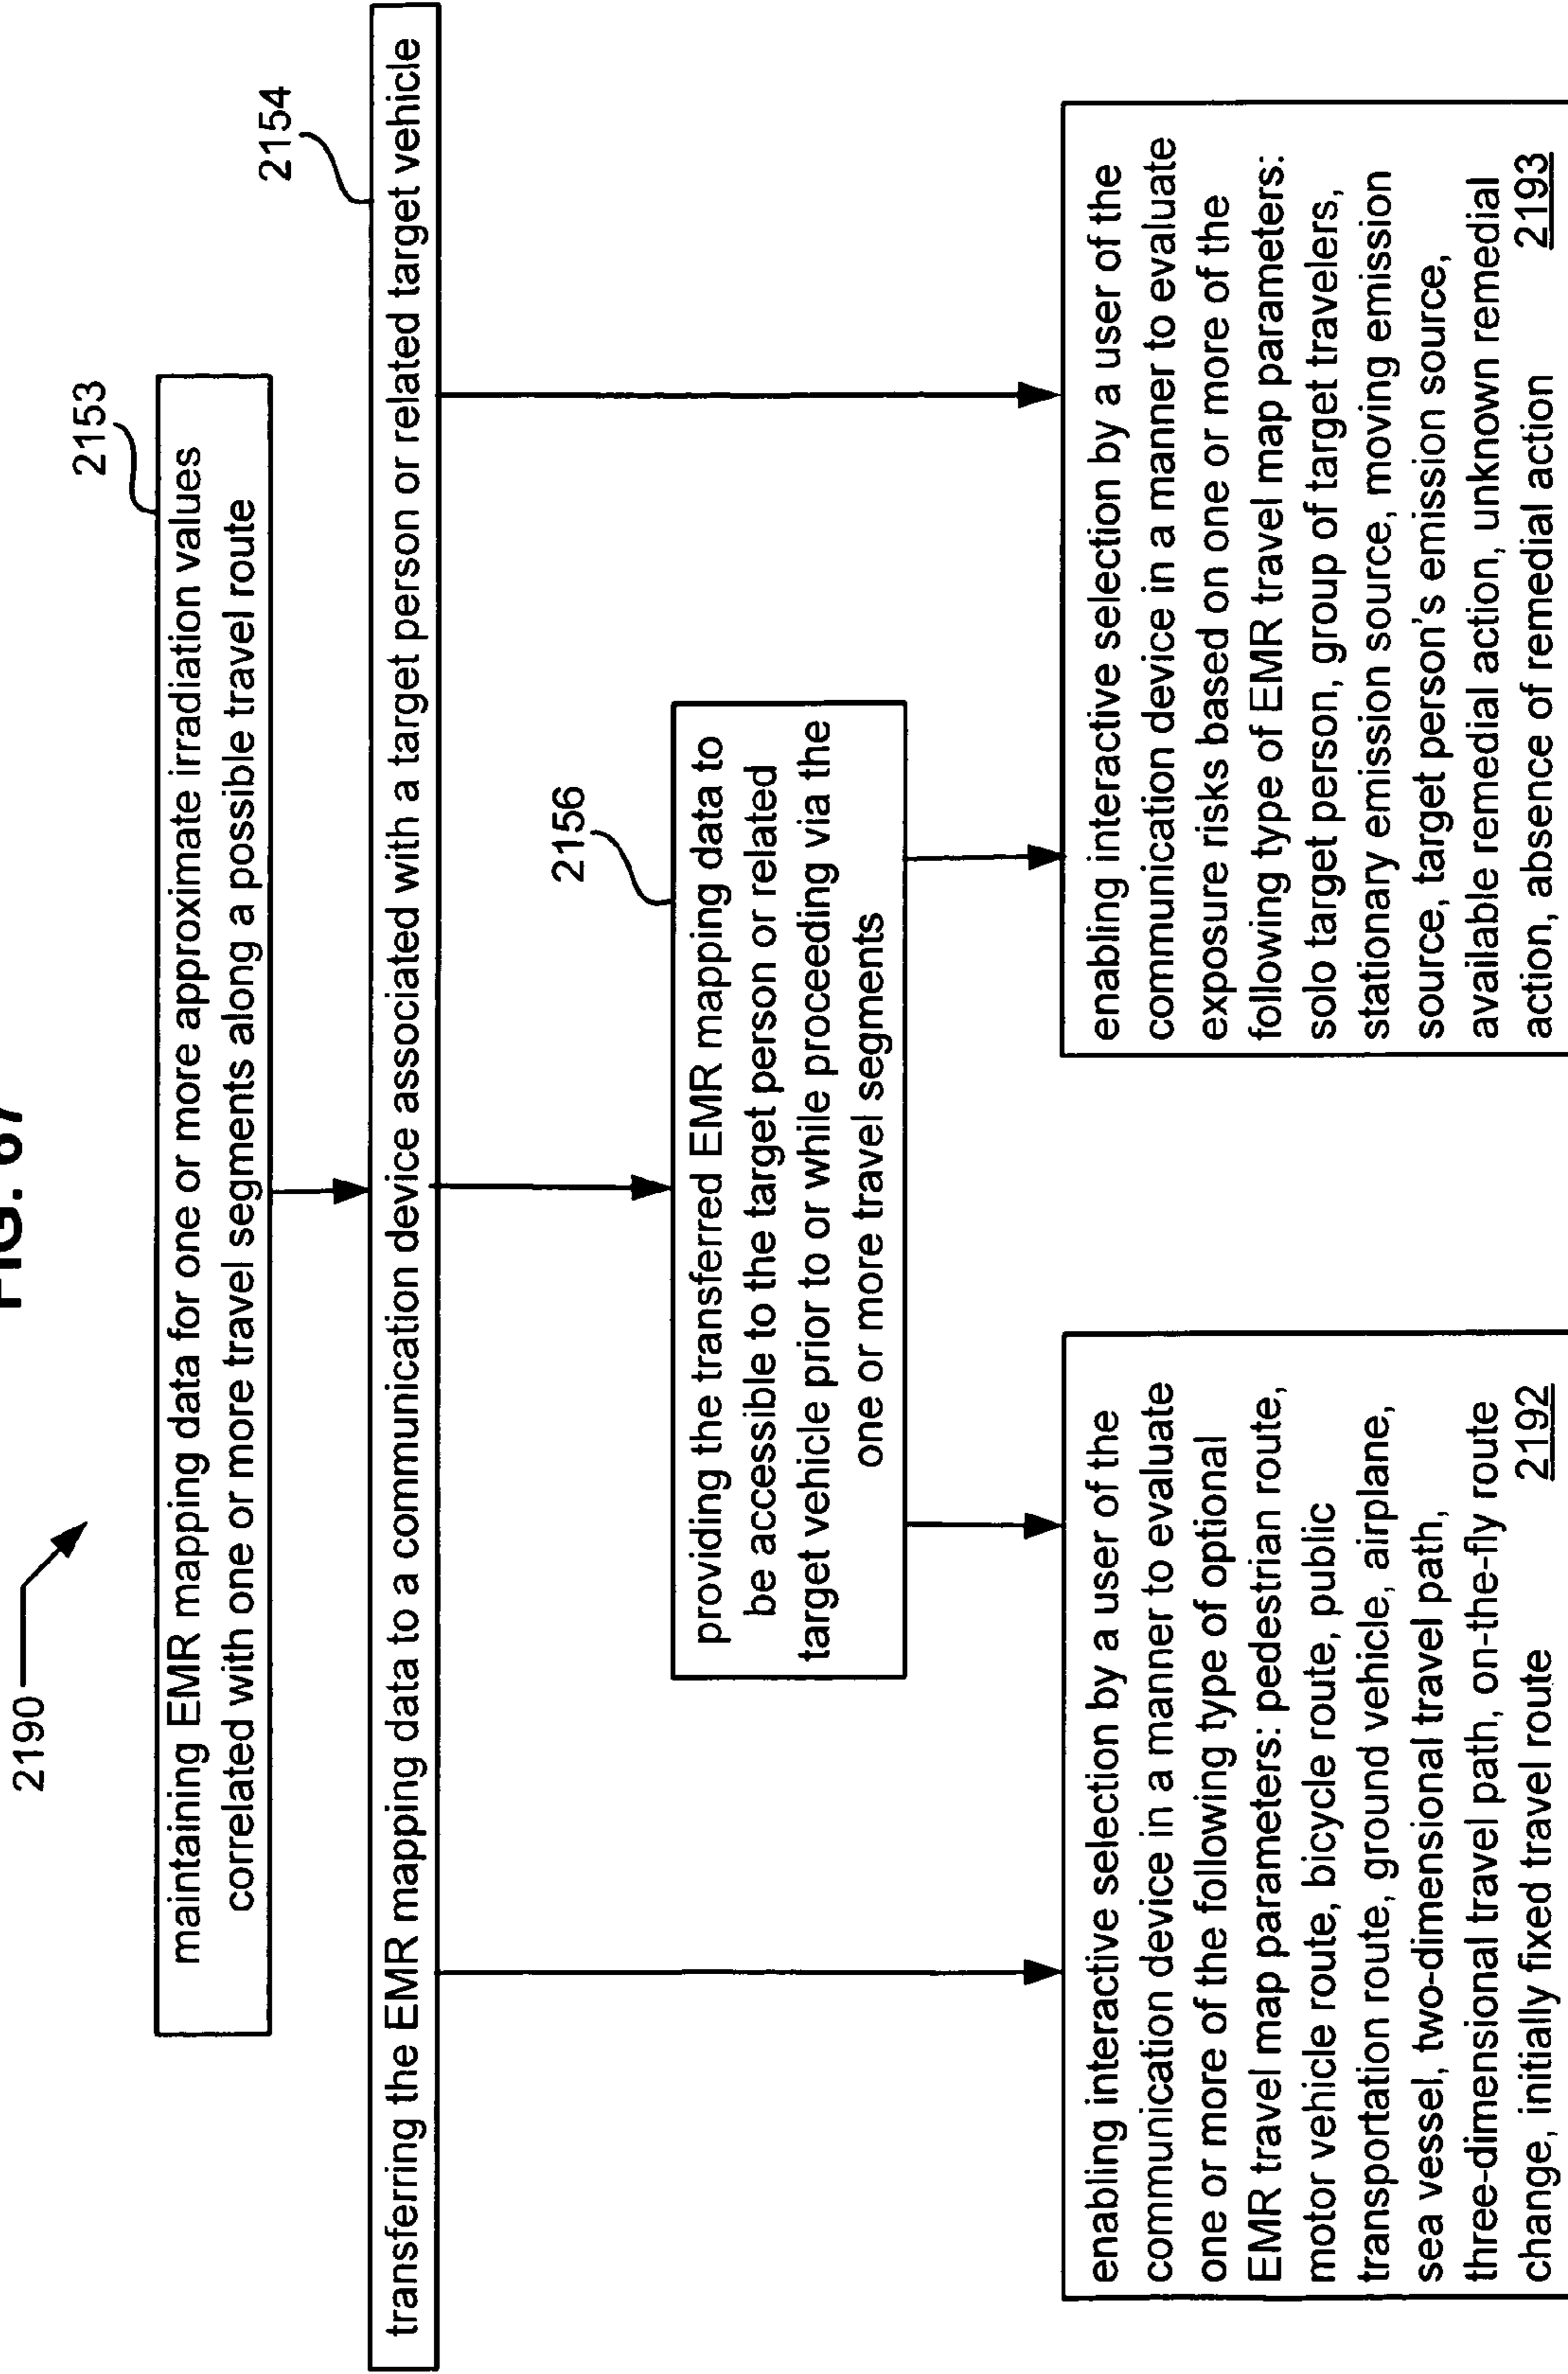 FIG.
2190
2153
maintaining EMR mapping data for one or more approximate irradiation values
correlated with one or more travel segments along a possible travel route
2154
transferring the EMR mapping data to a communication device associated with a target person or related target vehicle
2156
providing the transferred EMR mapping data to
be accessible to the target person or related
target vehicle prior to or while proceeding via the
one or more travel segments
enabling interactive selection by a user of the
communication device in a manner to evaluate
one or more of the following type of optional
EMR travel map parameters: pedestrian route,
motor vehicle route, bicycle route, public
transportation route, ground vehicle, airplane,
sea vessel, two-dimensional travel path,
three-dimensional travel path, on-the-fly route
change, initially fixed travel route 2192
enabling interactive selection by a user of the
communication device in a manner to evaluate
exposure risks based on one or more of the
following type of EMR travel map parameters:
solo target person, group of target travelers,
stationary emission source, moving emission
source, target person's emission source,
available remedial action, unknown remedial
action, absence of remedial action 2193